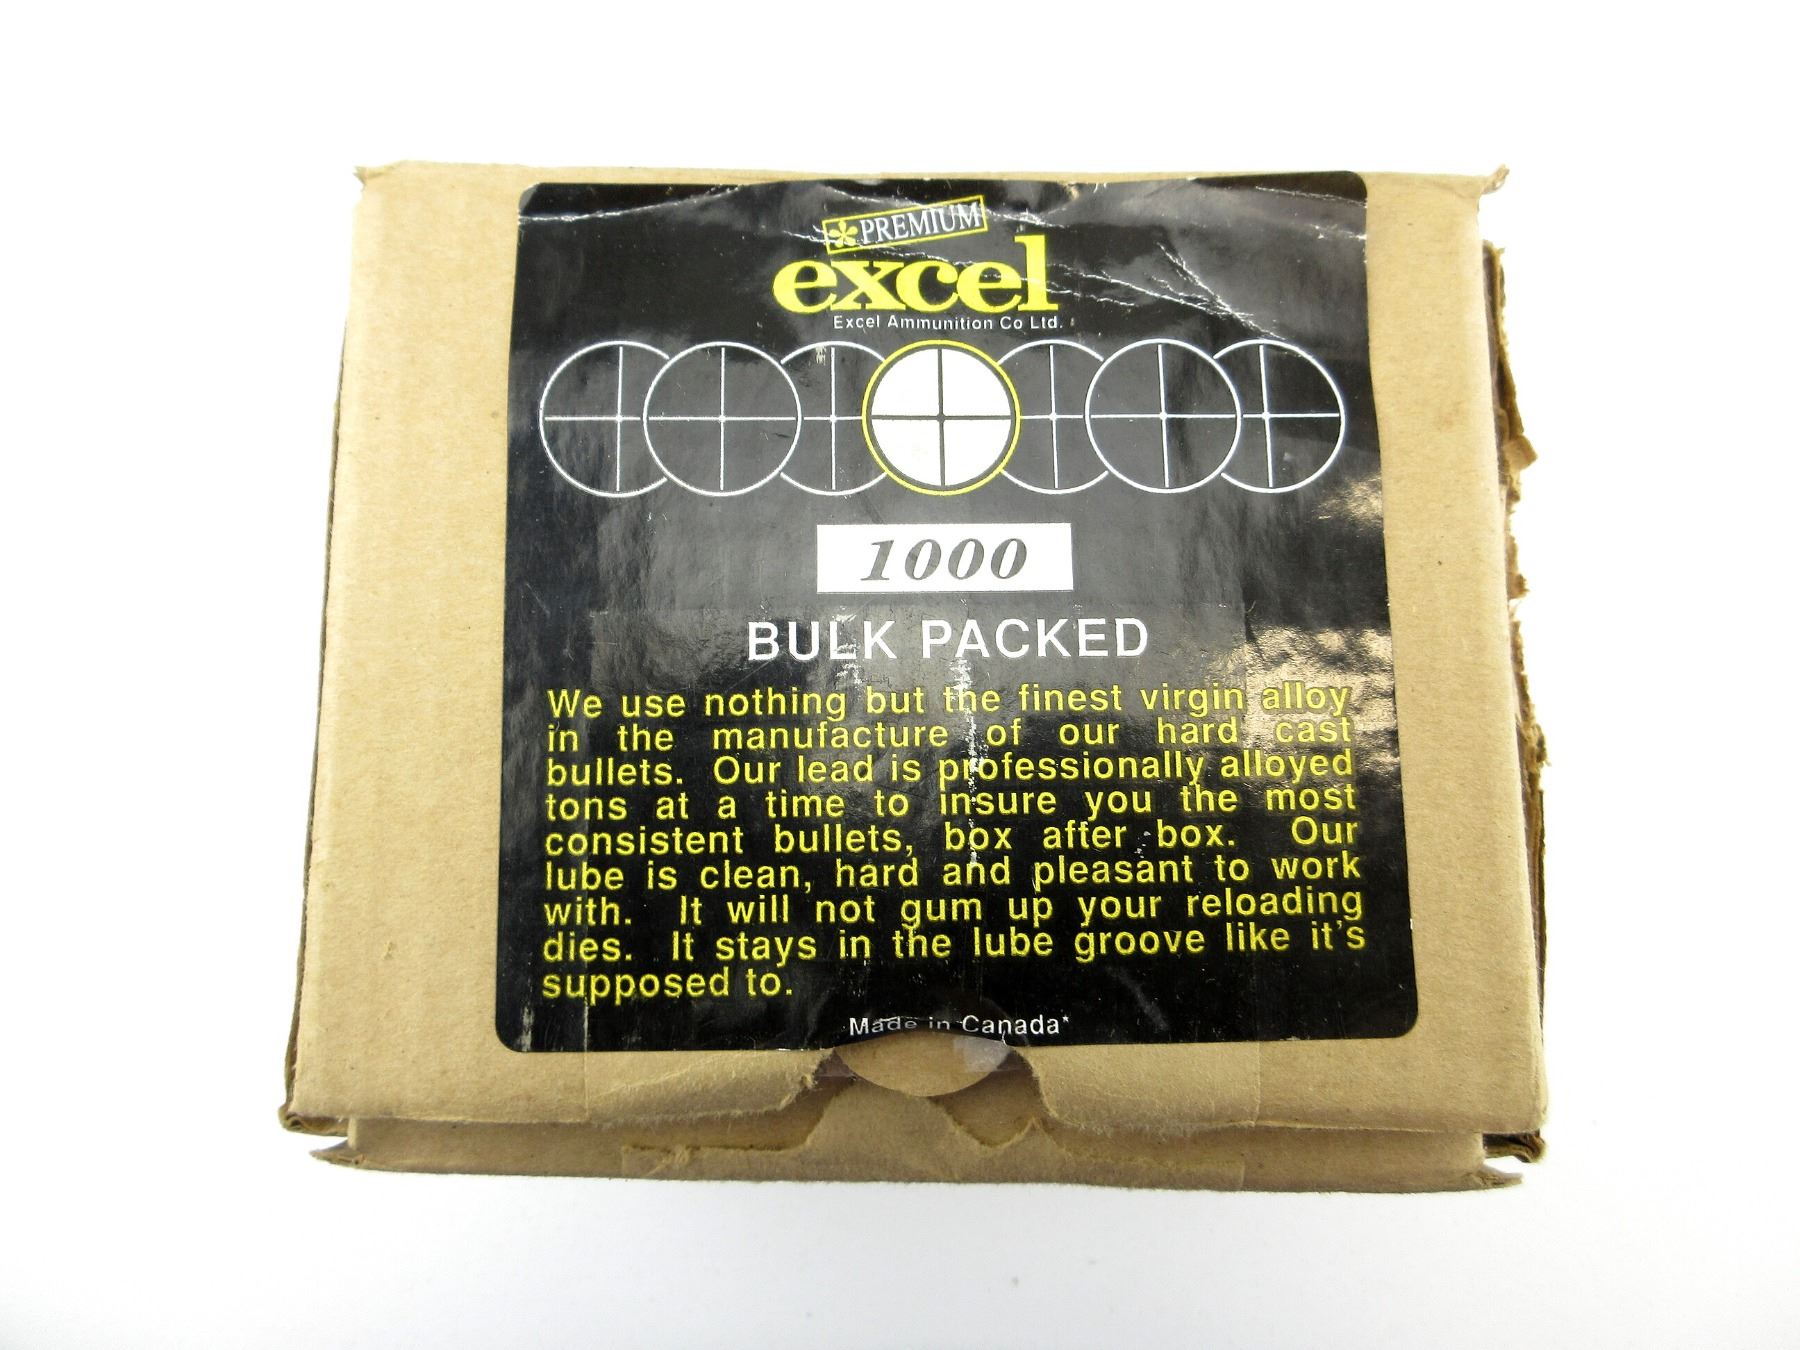 *PREMIUM
excel
Excel Ammunition Co Ltd.
1000
BULK PACKED
We use nothing but the finest virgin alloy
in the manufacture of our hard cast
bullets. Our lead is professionally alloyed
tons at a time to insure you the most
consistent bullets, box after box. Our
lube is clean, hard and pleasant to work
with. It will not gum up your reloading
dies. It stays in the lube groove like it's
supposed to.
Made in Canada*